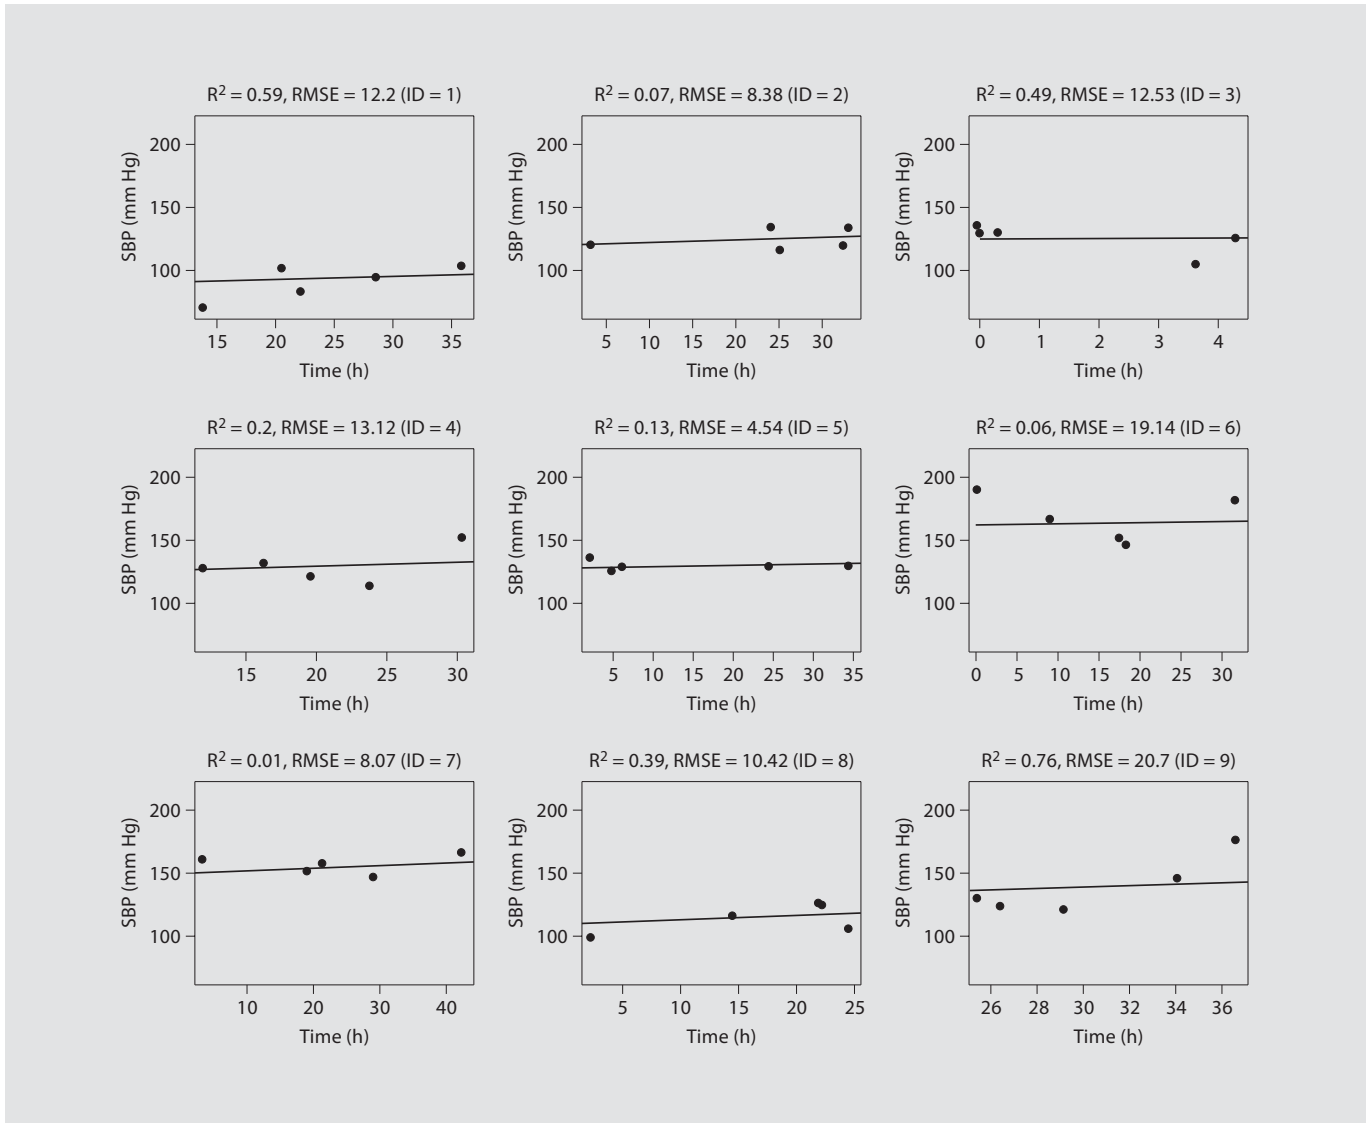 R² = 0.59, RMSE = 12.2 (ID = 1)
SBP (mm Hg)
200
150
100
15 20 25 30 35
Time (h)
R² = 0.07, RMSE = 8.38 (ID = 2)
SBP (mm Hg)
200
150
100
5 10 15 20 25 30
Time (h)
R² = 0.49, RMSE = 12.53 (ID = 3)
SBP (mm Hg)
200
150
100
0 1 2 3 4
Time (h)
R² = 0.2, RMSE = 13.12 (ID = 4)
SBP (mm Hg)
200
150
100
15 20 25 30
Time (h)
R² = 0.13, RMSE = 4.54 (ID = 5)
SBP (mm Hg)
200
150
100
5 10 15 20 25 30 35
Time (h)
R² = 0.06, RMSE = 19.14 (ID = 6)
SBP (mm Hg)
200
150
100
0 5 10 15 20 25 30
Time (h)
R² = 0.01, RMSE = 8.07 (ID = 7)
SBP (mm Hg)
200
150
100
10 20 30 40
Time (h)
R² = 0.39, RMSE = 10.42 (ID = 8)
SBP (mm Hg)
200
150
100
5 10 15 20 25
Time (h)
R² = 0.76, RMSE = 20.7 (ID = 9)
SBP (mm Hg)
200
150
100
26 28 30 32 34 36
Time (h)